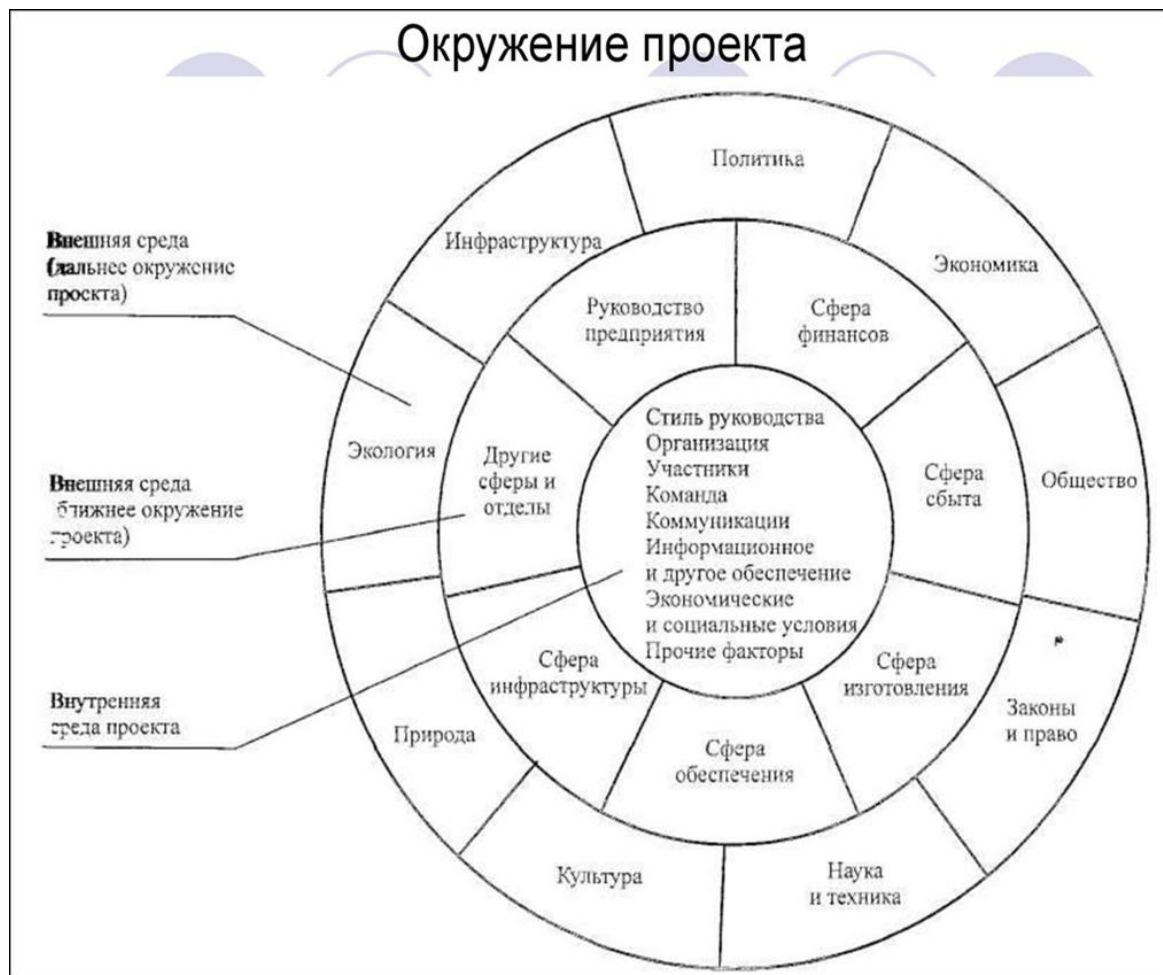 Окружение проекта
Политика
Инфраструктура
Экономика
Внешняя среда
(дальнее окружение
проекта)
Руководство
предприятия
Сфера
финансов
Стиль руководства
Организация
Участники
Команда
Коммуникации
Информационное
и другое обеспечение
Экономические
и социальные условия
Прочие факторы
Экология
Другие
сферы и
отделы
Сфера
сбыта
Общество
Внешняя среда
(ближнее окружение
проекта)
Сфера
инфраструктуры
Сфера
изготовления
Внутренняя
среда проекта
Природа
Сфера
обеспечения
Законы
и право
Культура
Наука
и техника